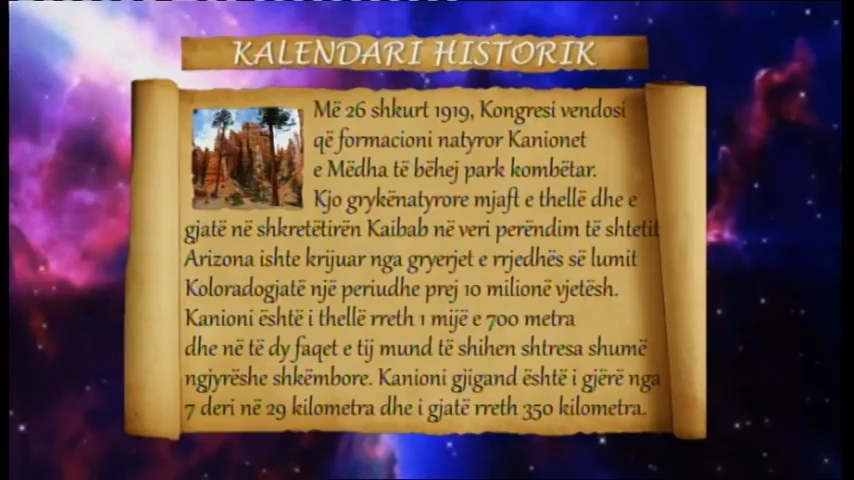 KALENDARI HISTORIK
Më 26 shkurt 1919, Kongresi vendosi
që formacioni natyror Kanionet
e Mëdha të bëhej park kombëtar.
Kjo grykënatyrore mjaft e thellë dhe e
gjatë në shkretëtirën Kaibab në veri perëndim të shtetit
Arizona ishte krijuar nga gryerjet e rrjedhës së lumit
Koloradogjatë një periudhe prej 10 milionë vjetësh.
Kanioni është i thellë rreth 1 mijë e 700 metra
dhe në të dy faqet e tij mund të shihen shtresa shumë
ngjyrëshe shkëmbore. Kanioni gjigand është i gjërë nga
7 deri në 29 kilometra dhe i gjatë rreth 350 kilometra.